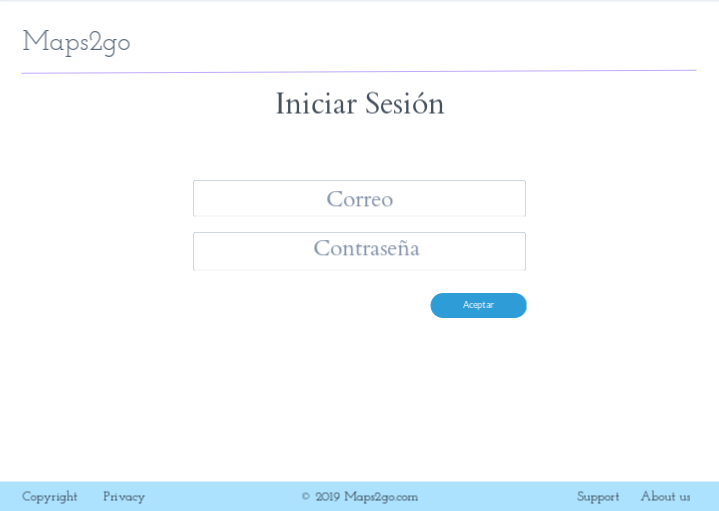 Maps2go
Iniciar Sesión
Correo
Contraseña
Aceptar
Copyright Privacy © 2019 Maps2go.com Support About us